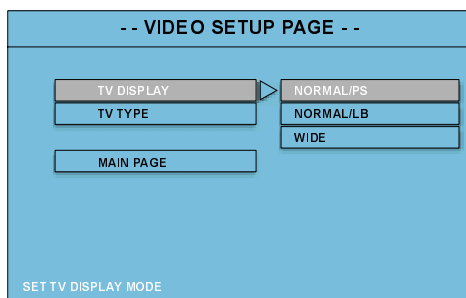 - - VIDEO SETUP PAGE - -
TV DISPLAY
NORMAL/PS
TV TYPE
NORMAL/LB
WIDE
MAIN PAGE
SET TV DISPLAY MODE